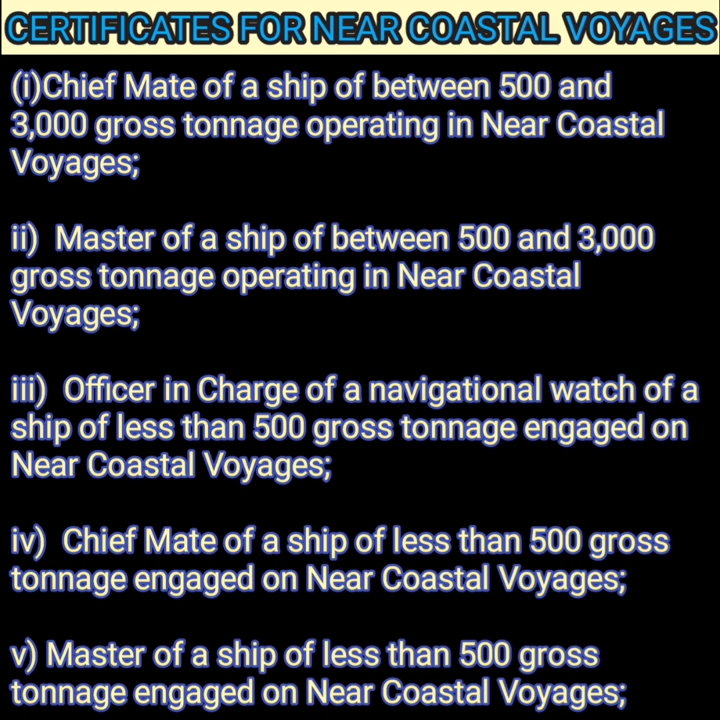 CERTIFICATES FOR NEAR COASTAL VOYAGES
(i)Chief Mate of a ship of between 500 and
3,000 gross tonnage operating in Near Coastal
Voyages;
ii)  Master of a ship of between 500 and 3,000
gross tonnage operating in Near Coastal
Voyages;
iii)  Officer in Charge of a navigational watch of a
ship of less than 500 gross tonnage engaged on
Near Coastal Voyages;
iv)  Chief Mate of a ship of less than 500 gross
tonnage engaged on Near Coastal Voyages;
v) Master of a ship of less than 500 gross
tonnage engaged on Near Coastal Voyages;